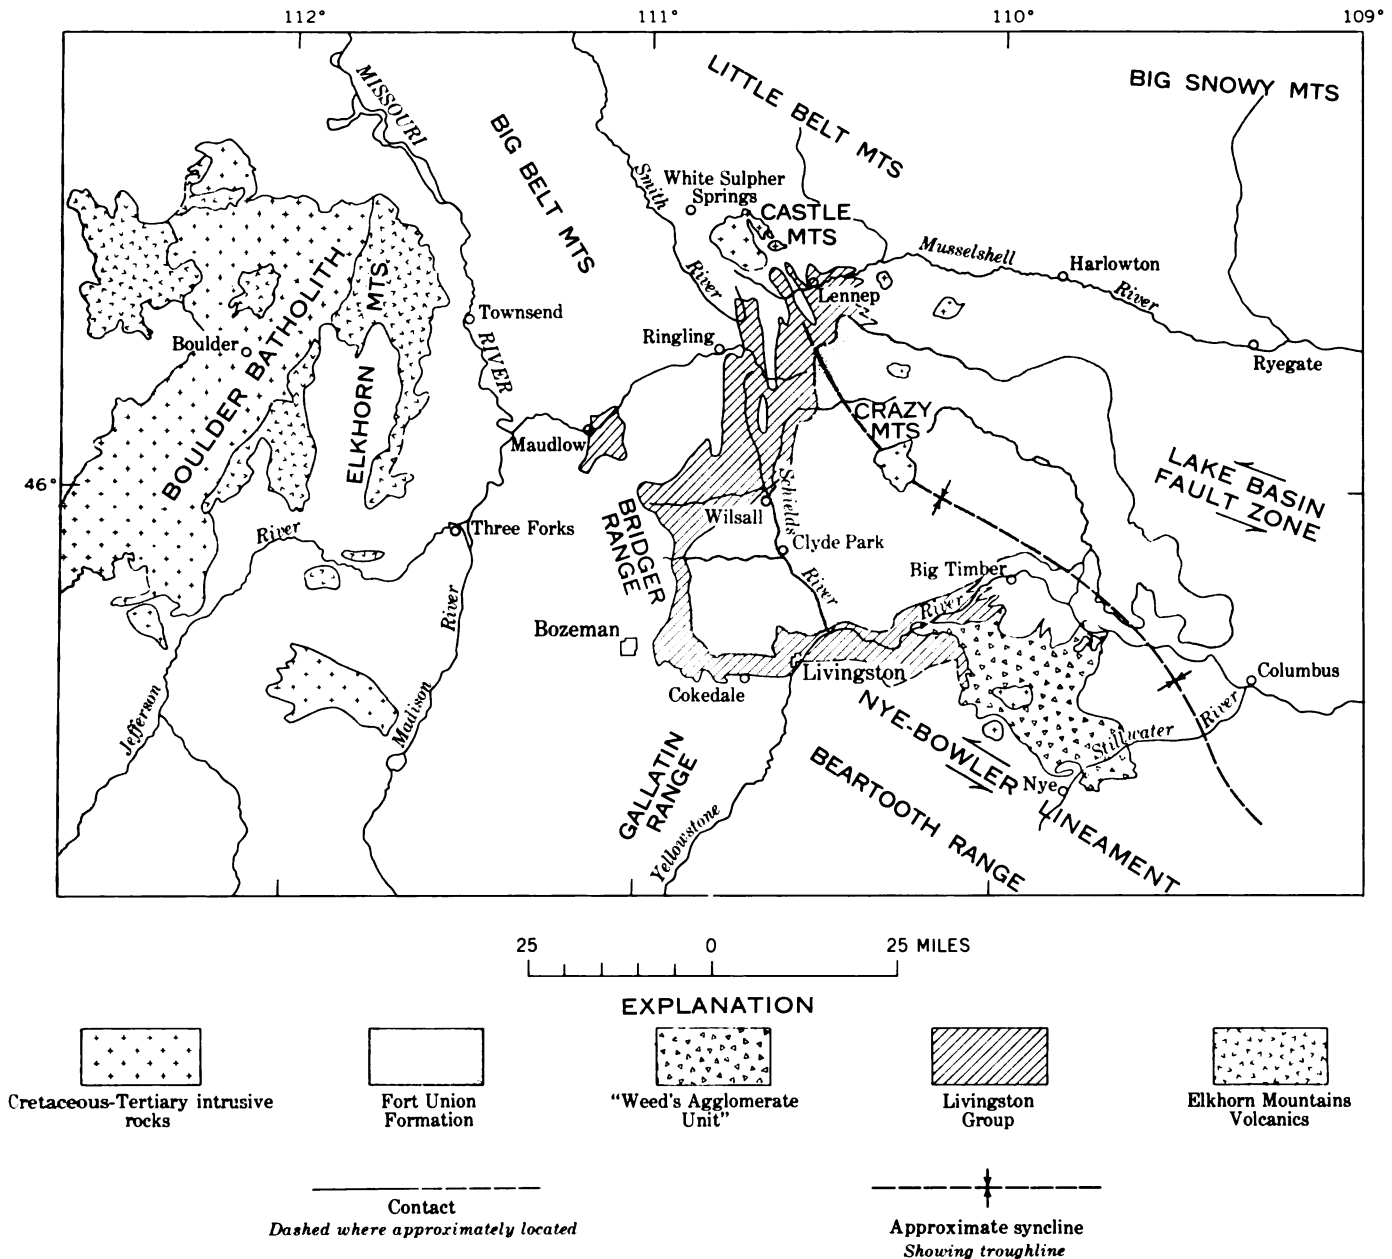 112° 111° 110° 109°
MISSOURI
RIVER
BIG BELT MTS
LITTLE BELT MTS
BIG SNOWY MTS
Smith
River
White Sulpher
Springs
CASTLE
MTS
Musselshell
River
Harlowton
Lennep
Ryegate
Townsend
Ringling
Boulder
BOULDER BATHOLITH
ELKHORN MTS
Maudlow
CRAZY
MTS
LAKE BASIN
FAULT ZONE
46°
Three Forks
River
Jefferson
River
Madison
BRIDGER
RANGE
Wilsall
Schields
River
Clyde Park
Big Timber
River
Bozeman
Livingston
Cokedale
Columbus
NYE-BOWLER
LINEAMENT
Stillwater
River
Nye
GALLATIN
RANGE
Yellowstone
BEARTOOTH RANGE
25 0 25 MILES
EXPLANATION
Cretaceous-Tertiary intrusive
rocks
Fort Union
Formation
"Weed's Agglomerate
Unit"
Livingston
Group
Elkhorn Mountains
Volcanics
Contact
Dashed where approximately located
Approximate syncline
Showing troughline